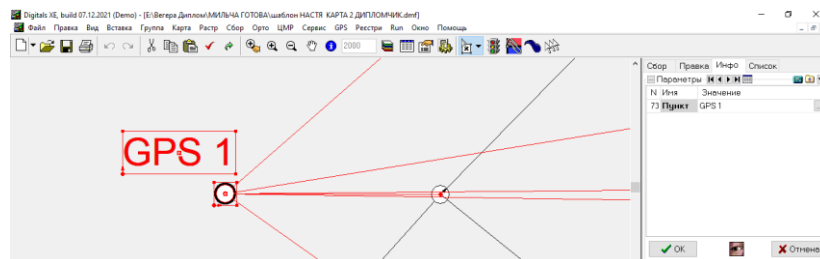 Digitals XE, build 07.12.2021 (Demo) - [E:\Вегера Диплом\МИЛЬЧА ГОТОВА\шаблон НАСТЯ КАРТА 2 ДИПЛОМЧИК.dmf]
Файл Правка Вид Вставка Группа Карта Растр Сбор Орто ЦМР Сервис GPS Реестри Run Окно Помощь
2000
Сбор Правка Инфо Список
Параметры
N Имя Значение
73 Пункт GPS 1
GPS 1
OK Отмена